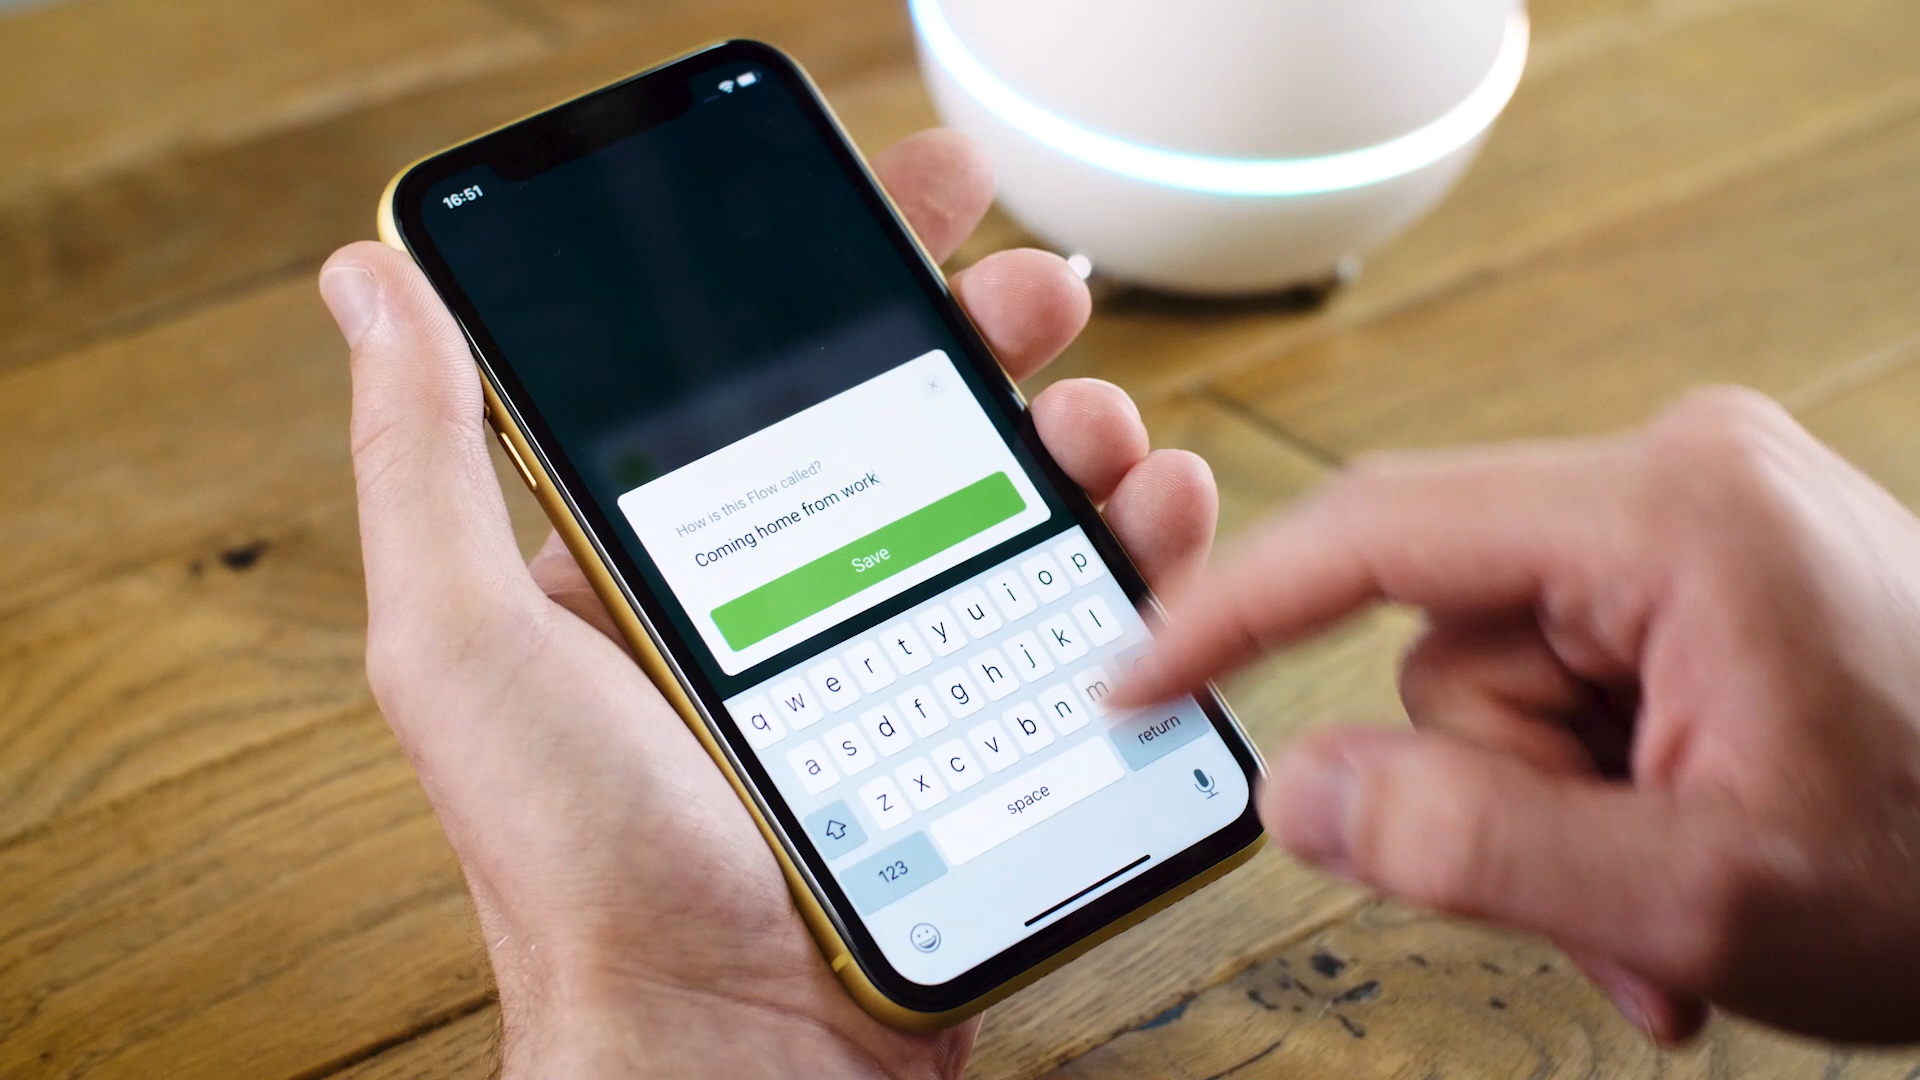 16:51
How is this Flow called?
Coming home from work
Save
q w e r t y u i o p
a s d f g h j k l
z x c v b n m
123 space return